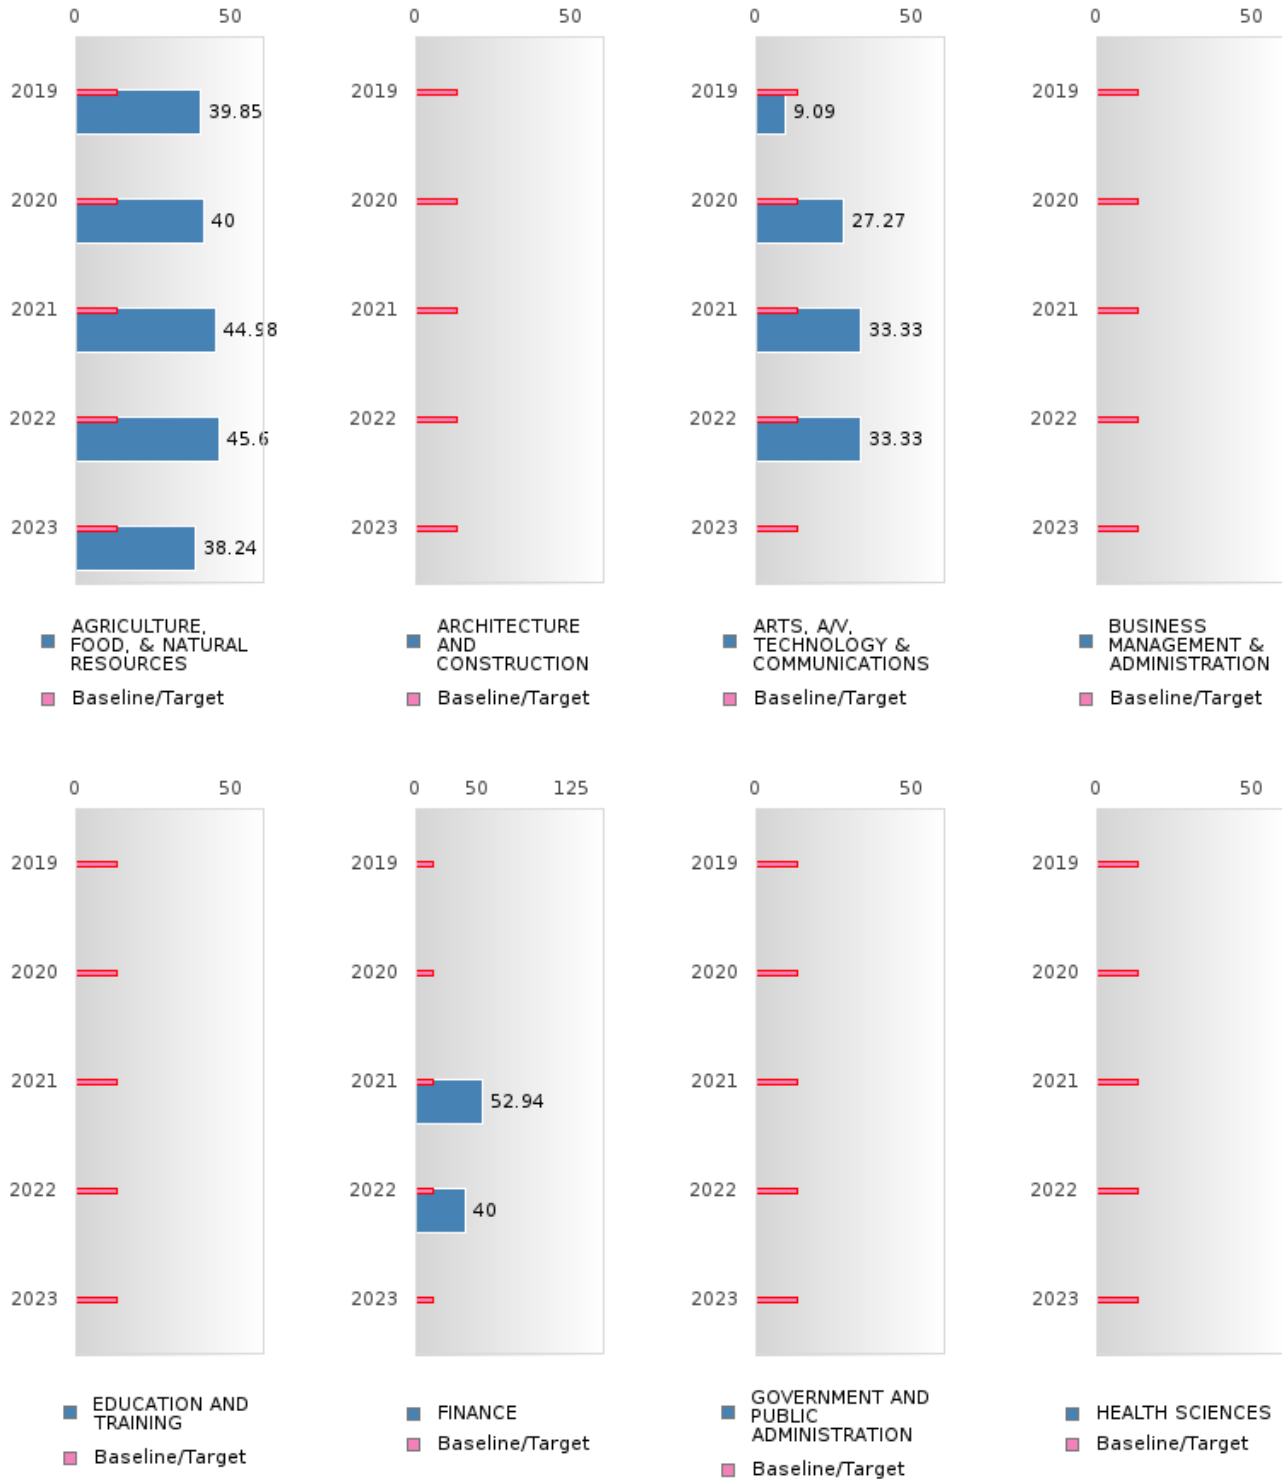 0 50 0 50 0 50 0 50
2019 39.85 2019 2019 9.09 2019
2020 40 2020 2020 27.27 2020
2021 44.98 2021 2021 33.33 2021
2022 45.6 2022 2022 33.33 2022
2023 38.24 2023 2023 2023
AGRICULTURE,
FOOD, & NATURAL
RESOURCES
Baseline/Target
ARCHITECTURE
AND
CONSTRUCTION
Baseline/Target
ARTS, A/V,
TECHNOLOGY &
COMMUNICATIONS
Baseline/Target
BUSINESS
MANAGEMENT &
ADMINISTRATION
Baseline/Target
0 50 0 50 125 0 50 0 50
2019 2019 2019 2019
2020 2020 2020 2020
2021 2021 52.94 2021 2021
2022 2022 40 2022 2022
2023 2023 2023 2023
EDUCATION AND
TRAINING
Baseline/Target
FINANCE
Baseline/Target
GOVERNMENT AND
PUBLIC
ADMINISTRATION
Baseline/Target
HEALTH SCIENCES
Baseline/Target